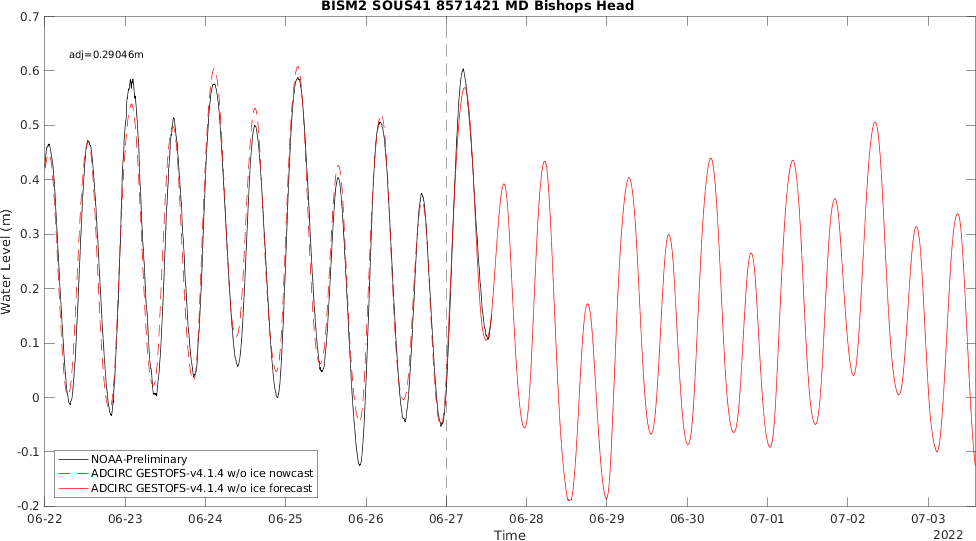 BISM2 SOUS41 8571421 MD Bishops Head
adj=0.29046m
0.7
0.6
0.5
0.4
0.3
0.2
0.1
0
-0.1
-0.2
Water Level (m)
NOAA-Preliminary
ADCIRC GESTOFS-v4.1.4 w/o ice nowcast
ADCIRC GESTOFS-v4.1.4 w/o ice forecast
06-22 06-23 06-24 06-25 06-26 06-27 06-28 06-29 06-30 07-01 07-02 07-03
Time
2022